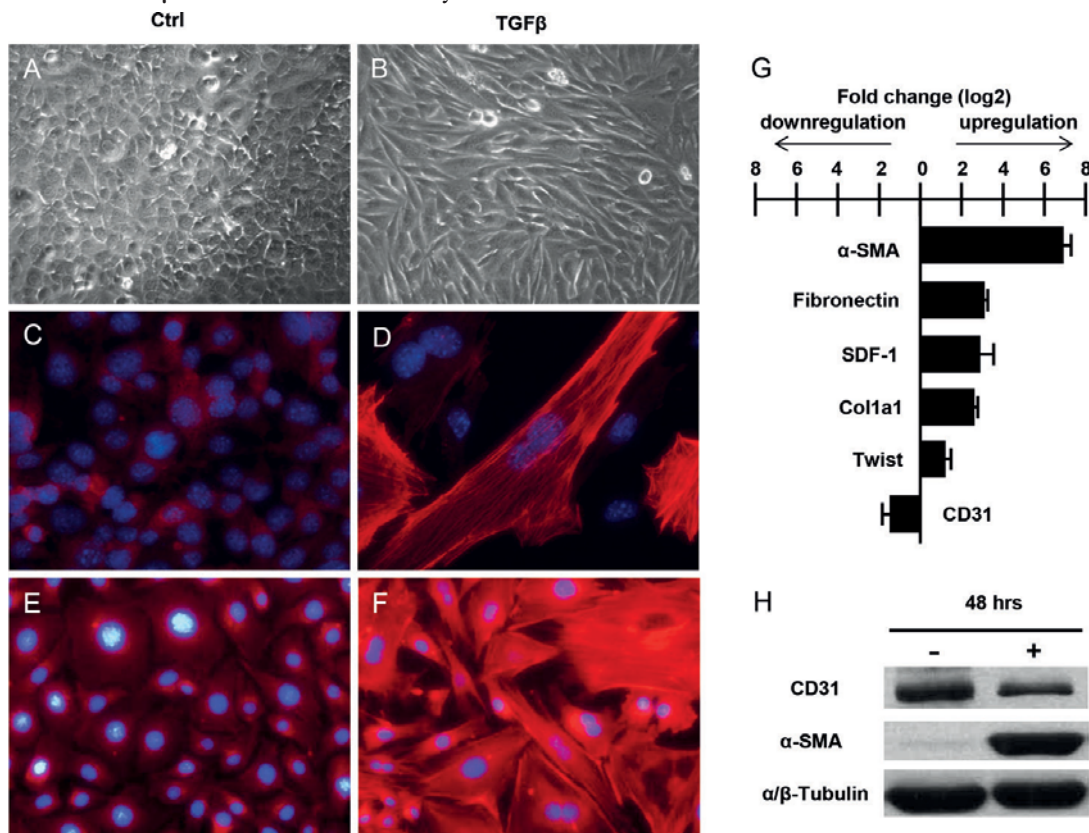 Ctrl
TGFβ
A
B
C
D
E
F
G
Fold change (log2)
downregulation upregulation
8 6 4 2 0 2 4 6 8
α-SMA
Fibronectin
SDF-1
Col1a1
Twist
CD31
H
48 hrs
- +
CD31
α-SMA
α/β-Tubulin